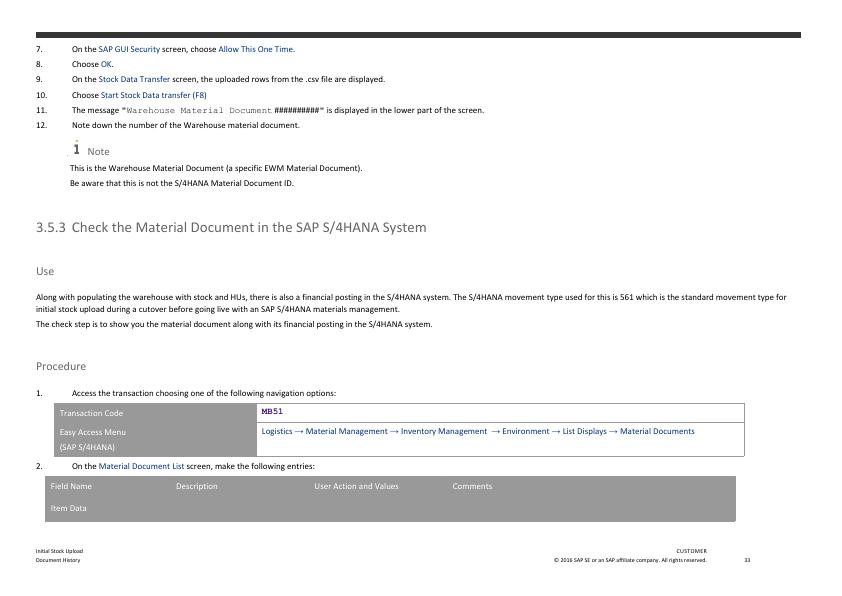 7. On the SAP GUI Security screen, choose Allow This One Time.
8. Choose OK.
9. On the Stock Data Transfer screen, the uploaded rows from the .csv file are displayed.
10. Choose Start Stock Data transfer (F8)
11. The message "Warehouse Material Document ##########" is displayed in the lower part of the screen.
12. Note down the number of the Warehouse material document.
Note
This is the Warehouse Material Document (a specific EWM Material Document).
Be aware that this is not the S/4HANA Material Document ID.
3.5.3 Check the Material Document in the SAP S/4HANA System
Use
Along with populating the warehouse with stock and HUs, there is also a financial posting in the S/4HANA system. The S/4HANA movement type used for this is 561 which is the standard movement type for
initial stock upload during a cutover before going live with an SAP S/4HANA materials management.
The check step is to show you the material document along with its financial posting in the S/4HANA system.
Procedure
1. Access the transaction choosing one of the following navigation options:
Transaction Code MB51
Easy Access Menu Logistics → Material Management → Inventory Management → Environment → List Displays → Material Documents
(SAP S/4HANA)
2. On the Material Document List screen, make the following entries:
Field Name Description User Action and Values Comments
Item Data
Initial Stock Upload CUSTOMER
Document History © 2016 SAP SE or an SAP affiliate company. All rights reserved. 33